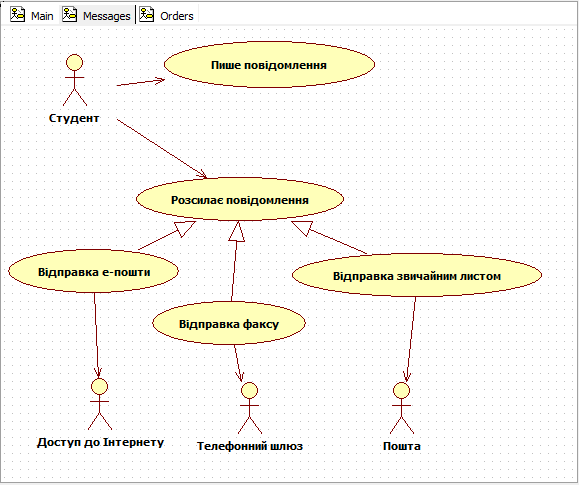 Main Messages Orders
Пише повідомлення
Студент
Розсилає повідомлення
Відправка е-пошти
Відправка звичайним листом
Відправка факсу
Доступ до Інтернету
Телефонний шлюз
Пошта